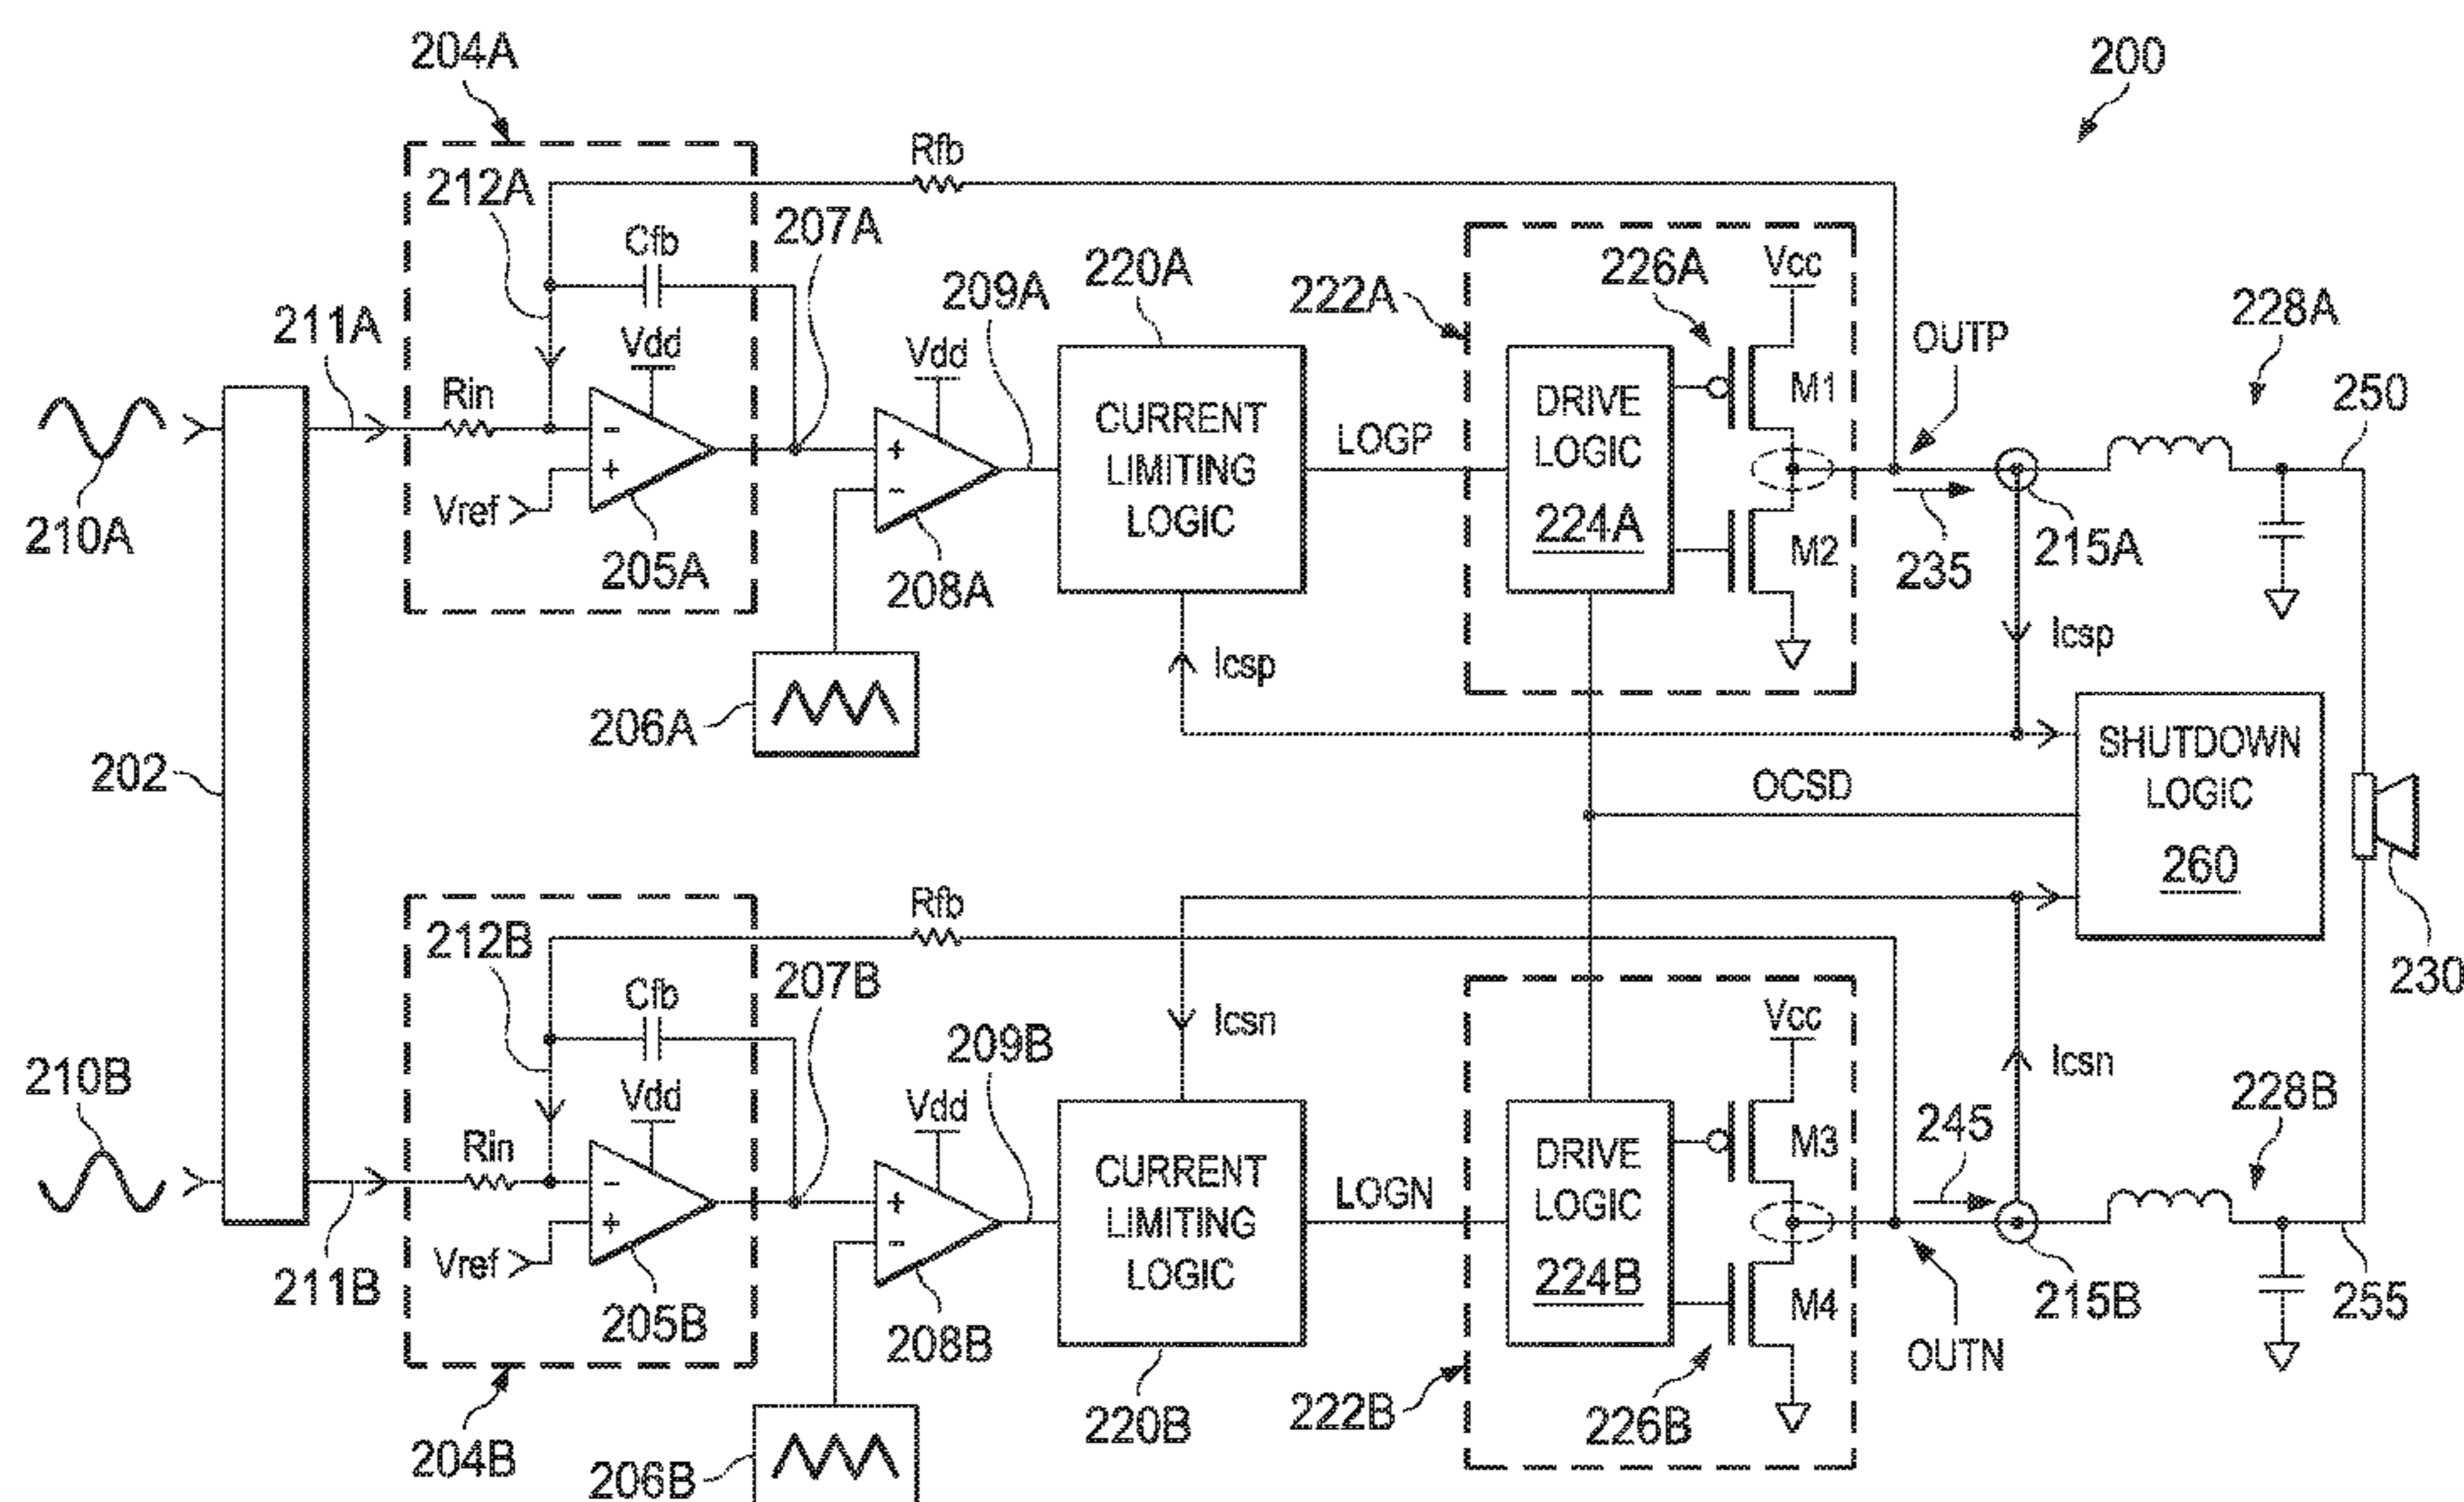 204A
200
Rfb
212A
207A
Cfb
220A
226A
Vcc
209A
222A
228A
OUTP
211A
Vdd
Vdd
250
Rin
DRIVE
LOGIC
224A
M1
CURRENT
LIMITING
LOGIC
LOGP
-
+
+
-
Vref
210A
M2
205A
208A
235
215A
Icsp
Icsp
206A
202
SHUTDOWN
LOGIC
260
OCSD
Rfb
212B
207B
230
Cfb
Vcc
Icsn
209B
Icsn
210B
Vdd
Vdd
245
228B
Rin
DRIVE
LOGIC
224B
M3
CURRENT
LIMITING
LOGIC
LOGN
-
+
+
-
Vref
211B
M4
215B
255
205B
208B
OUTN
220B
222B
226B
204B
206B